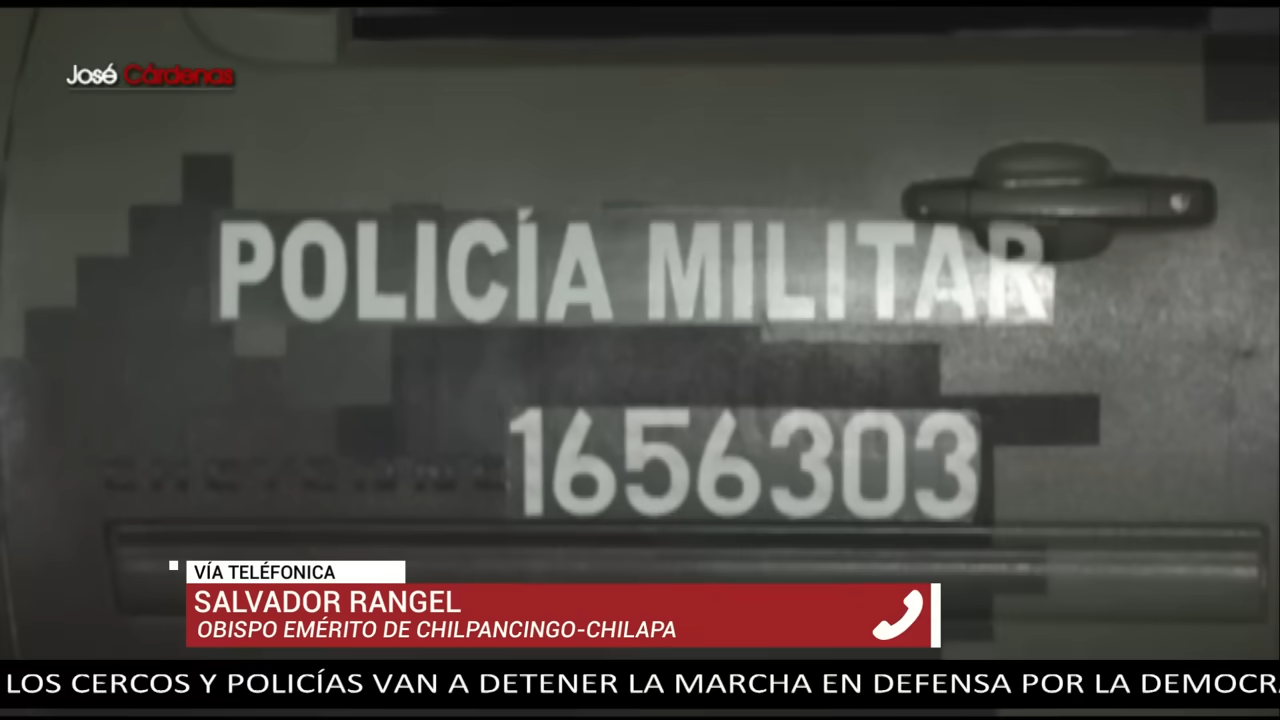 José Cárdenas
POLICÍA MILITAR
1656303
VÍA TELÉFONICA
SALVADOR RANGEL
OBISPO EMÉRITO DE CHILPANCINGO-CHILAPA
LOS CERCOS Y POLICÍAS VAN A DETENER LA MARCHA EN DEFENSA POR LA DEMOCRA